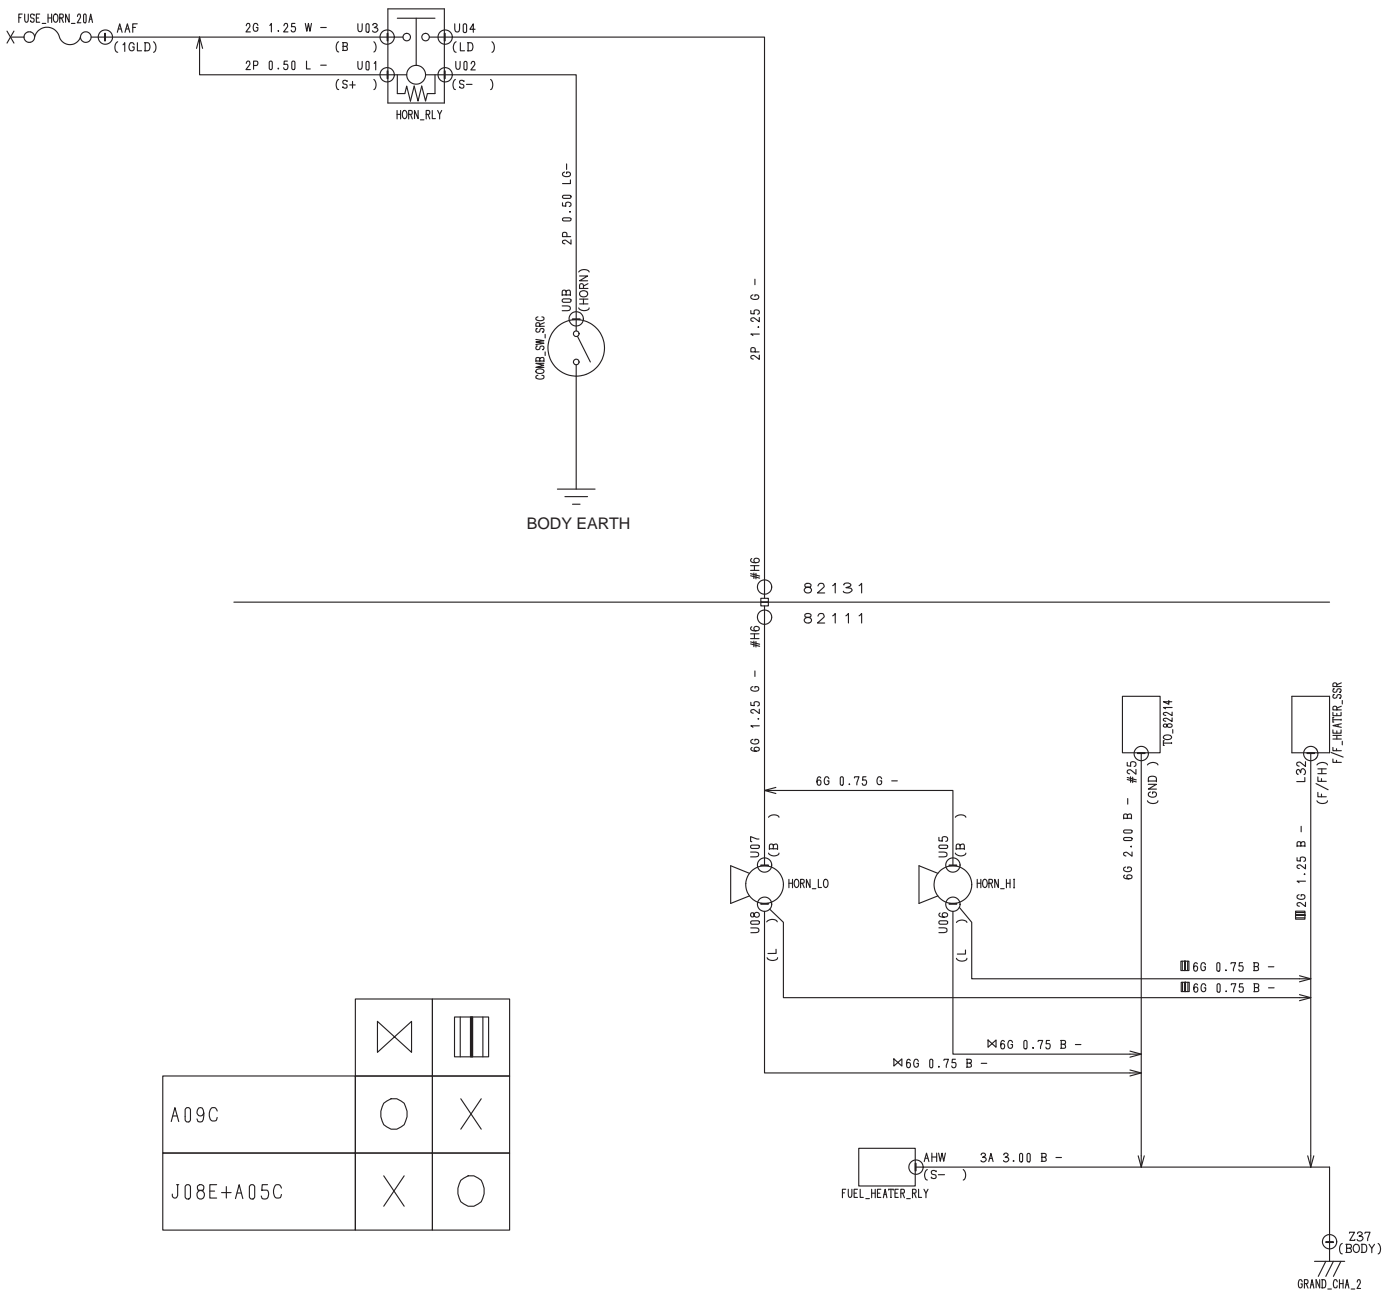 FUSE_HORN_20A
AAF
(1GLD)
2G 1.25 W -
U03
(B )
U04
(LD )
2P 0.50 L -
U01
(S+ )
U02
(S- )
HORN_RLY
2P 0.50 LG-
U0B
(HORN)
COMB_SW_SRC
BODY EARTH
2P 1.25 G -
#H6
82131
82111
#H6
6G 1.25 G -
6G 0.75 G -
U07
(B )
HORN_LO
U08
(L )
U05
(B )
HORN_HI
U06
(L )
TO_82214
#25
(GND )
6G 2.00 B -
F/F_HEATER_SSR
L32
(F/FH)
2G 1.25 B -
6G 0.75 B -
6G 0.75 B -
6G 0.75 B -
6G 0.75 B -
A09C
J08E+A05C
AHW
(S- )
3A 3.00 B -
FUEL_HEATER_RLY
Z37
(BODY)
GRAND_CHA_2